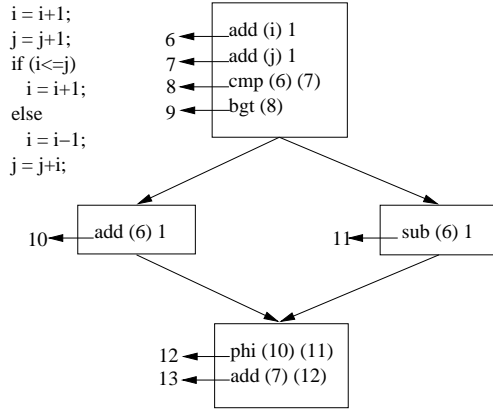 i = i+1;
j = j+1;
if (i<=j)
i = i+1;
else
i = i−1;
j = j+i;
6 add (i) 1
7 add (j) 1
8 cmp (6) (7)
9 bgt (8)
10 add (6) 1
11 sub (6) 1
12 phi (10) (11)
13 add (7) (12)